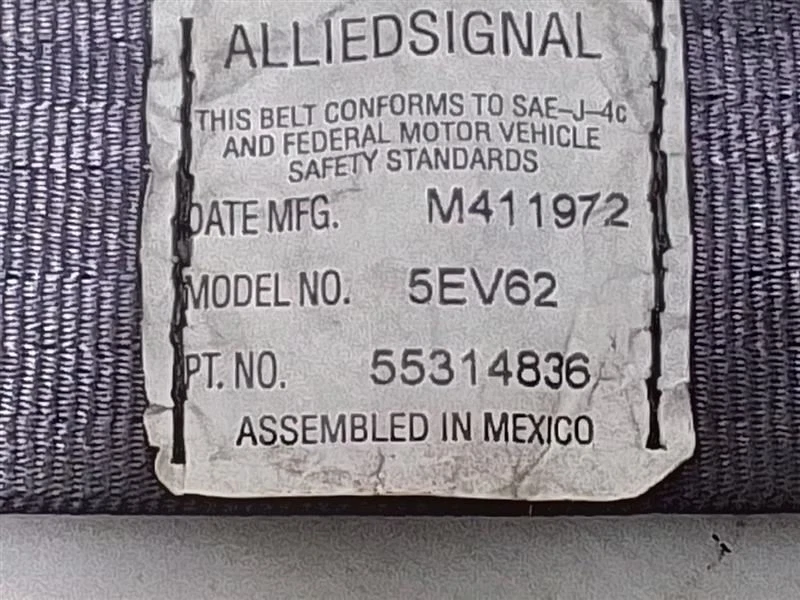 ALLIEDSIGNAL
THIS BELT CONFORMS TO SAE-J-4c
AND FEDERAL MOTOR VEHICLE
SAFETY STANDARDS
DATE MFG. M411972
MODEL NO. 5EV62
PT. NO. 55314836
ASSEMBLED IN MEXICO